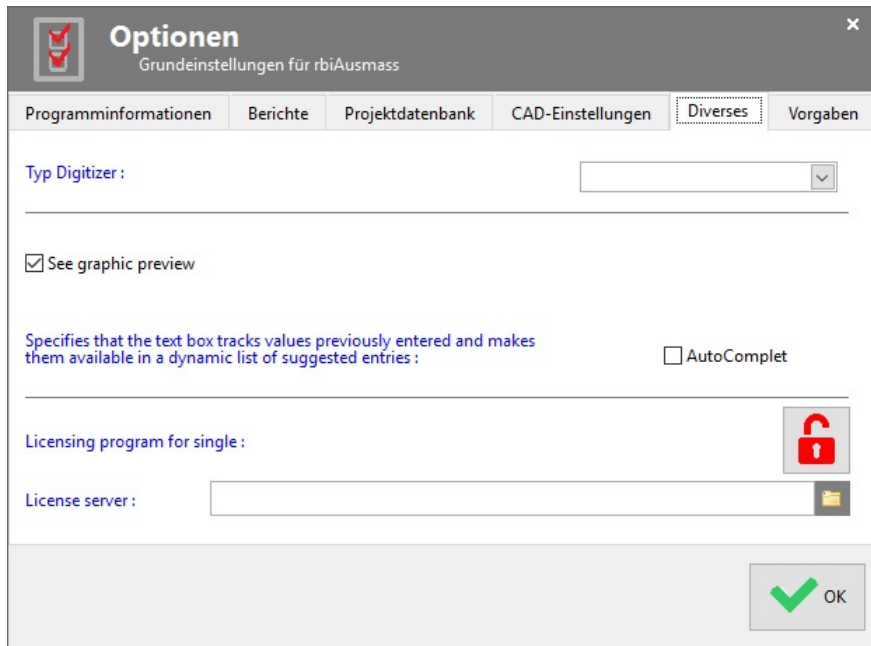 Optionen
Grundeinstellungen für rbiAusmass
Programminformationen Berichte Projektdatenbank CAD-Einstellungen Diverses Vorgaben
Typ Digitizer :
See graphic preview
Specifies that the text box tracks values previously entered and makes
them available in a dynamic list of suggested entries :
AutoComplet
Licensing program for single :
License server :
OK